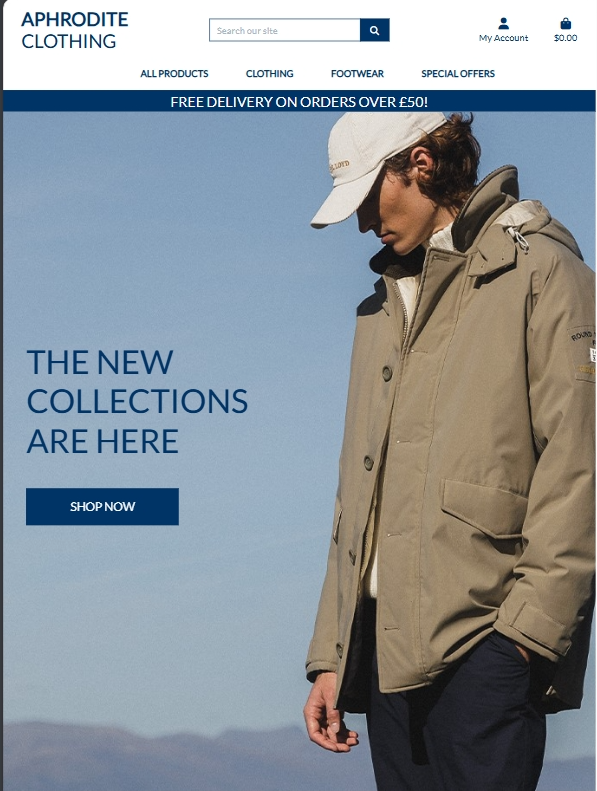 APHRODITE
CLOTHING
Search our site
My Account
$0.00
ALL PRODUCTS
CLOTHING
FOOTWEAR
SPECIAL OFFERS
FREE DELIVERY ON ORDERS OVER £50!
THE NEW
COLLECTIONS
ARE HERE
SHOP NOW
ROUND